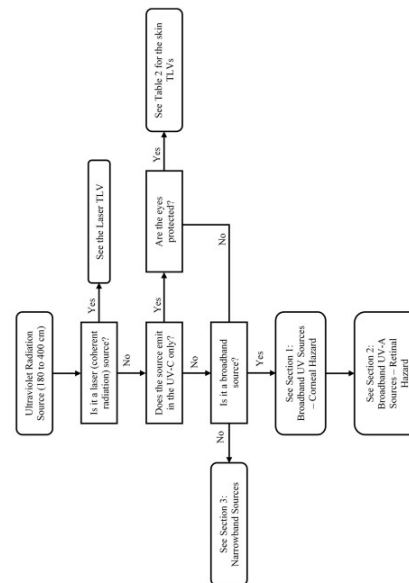 Ultraviolet Radiation
Source (180 to 400 cm)
Is it a laser (coherent
radiation) source?
Yes
See the Laser TLV
No
Does the source emit
in the UV-C only?
Yes
Are the eyes
protected?
Yes
See Table 2 for the skin
TLVs
No
No
Is it a broadband
source?
No
See Section 3:
Narrowband Sources
Yes
See Section 1:
Broadband UV Sources
– Corneal Hazard
See Section 2:
Broadband UV-A
Sources – Retinal
Hazard